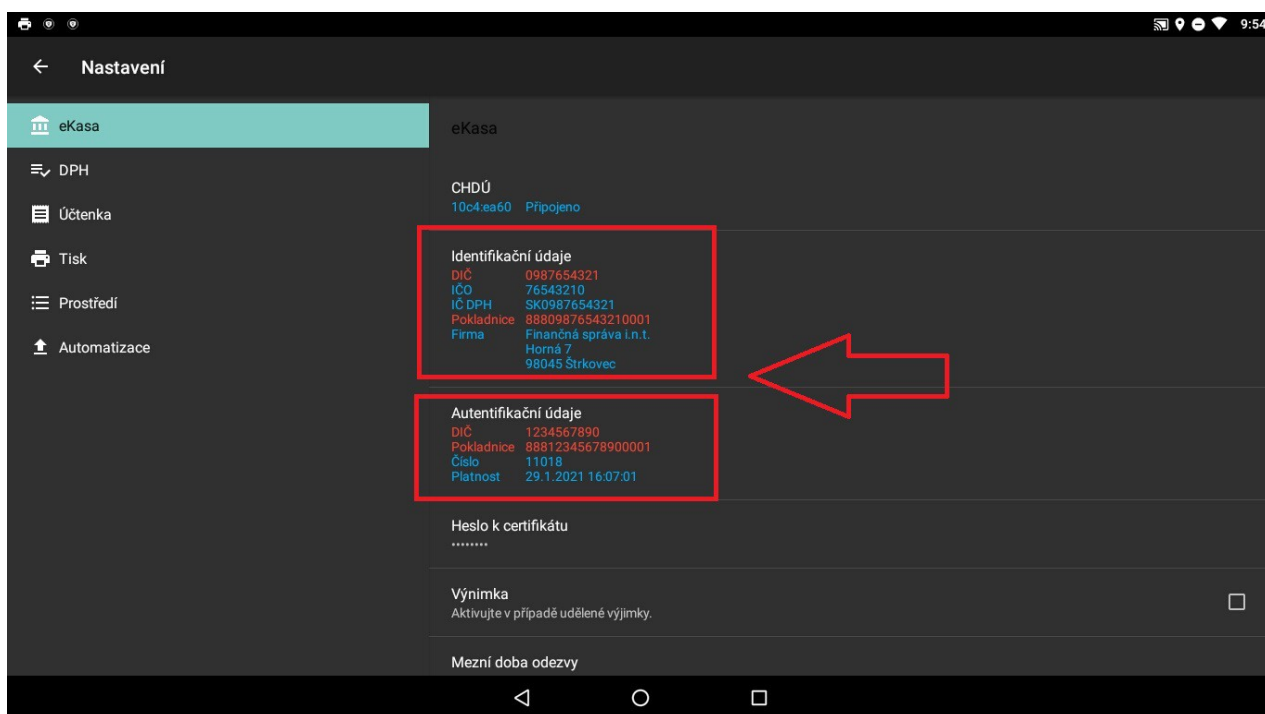 9:54
Nastavení
eKasa
DPH
Účtenka
Tisk
Prostředí
Automatizace
eKasa
CHDÚ
10c4:ea60 Připojeno
Identifikační údaje
DIČ 0987654321
IČO 76543210
IČ DPH SK0987654321
Pokladnice 88809876543210001
Firma Finančná správa i.n.t.
Horná 7
98045 Štrkovec
Autentifikační údaje
DIČ 1234567890
Pokladnice 88812345678900001
Číslo 11018
Platnost 29.1.2021 16:07:01
Heslo k certifikátu
••••••••
Výnimka
Aktivujte v případě udělené výjimky.
Mezní doba odezvy